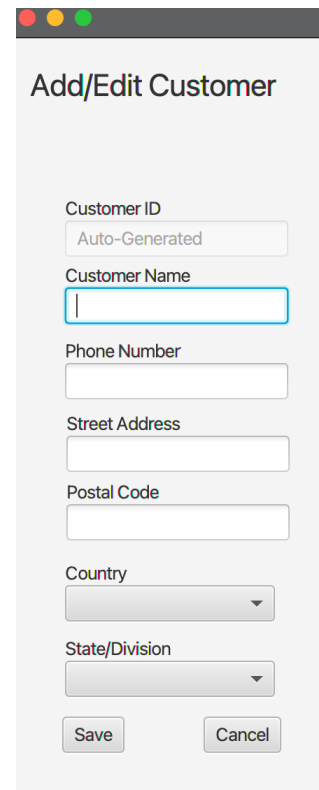 Add/Edit Customer
Customer ID
Auto-Generated
Customer Name
Phone Number
Street Address
Postal Code
Country
State/Division
Save Cancel